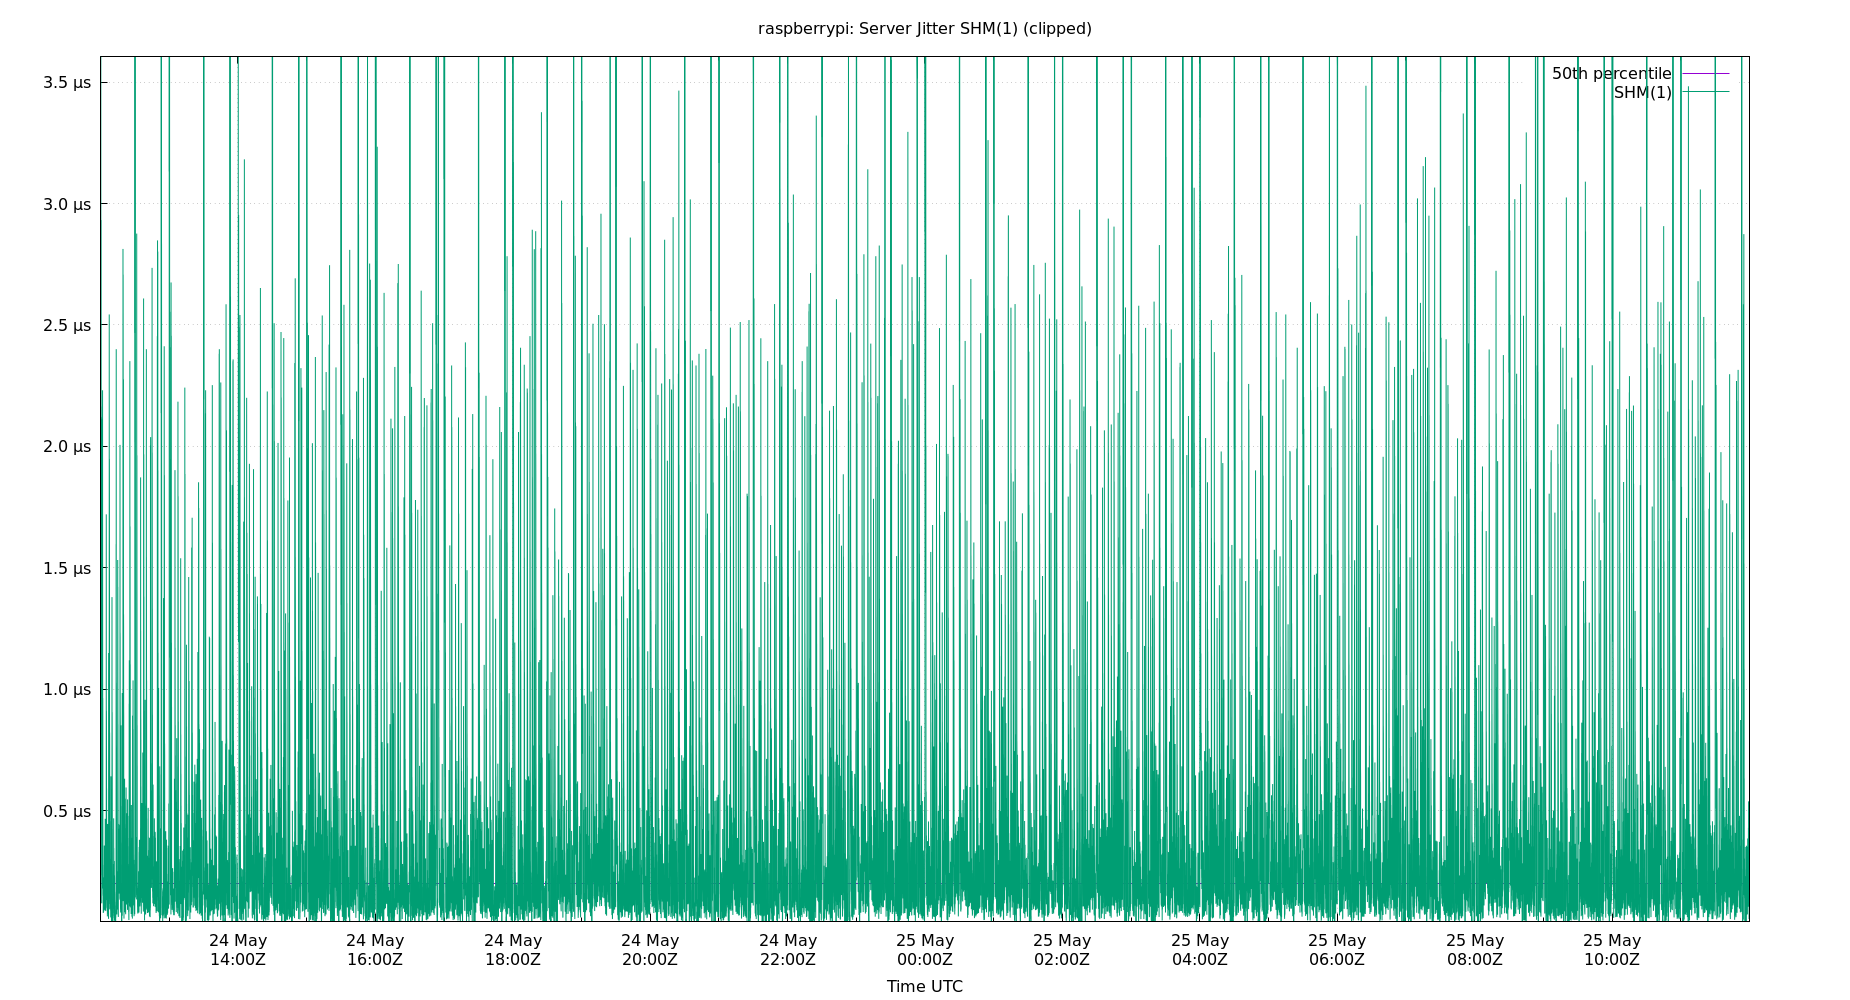 raspberrypi: Server Jitter SHM(1) (clipped)
50th percentile
SHM(1)
3.5 µs
3.0 µs
2.5 µs
2.0 µs
1.5 µs
1.0 µs
0.5 µs
24 May 24 May 24 May 24 May 24 May 25 May 25 May 25 May 25 May 25 May 25 May
14:00Z 16:00Z 18:00Z 20:00Z 22:00Z 00:00Z 02:00Z 04:00Z 06:00Z 08:00Z 10:00Z
Time UTC